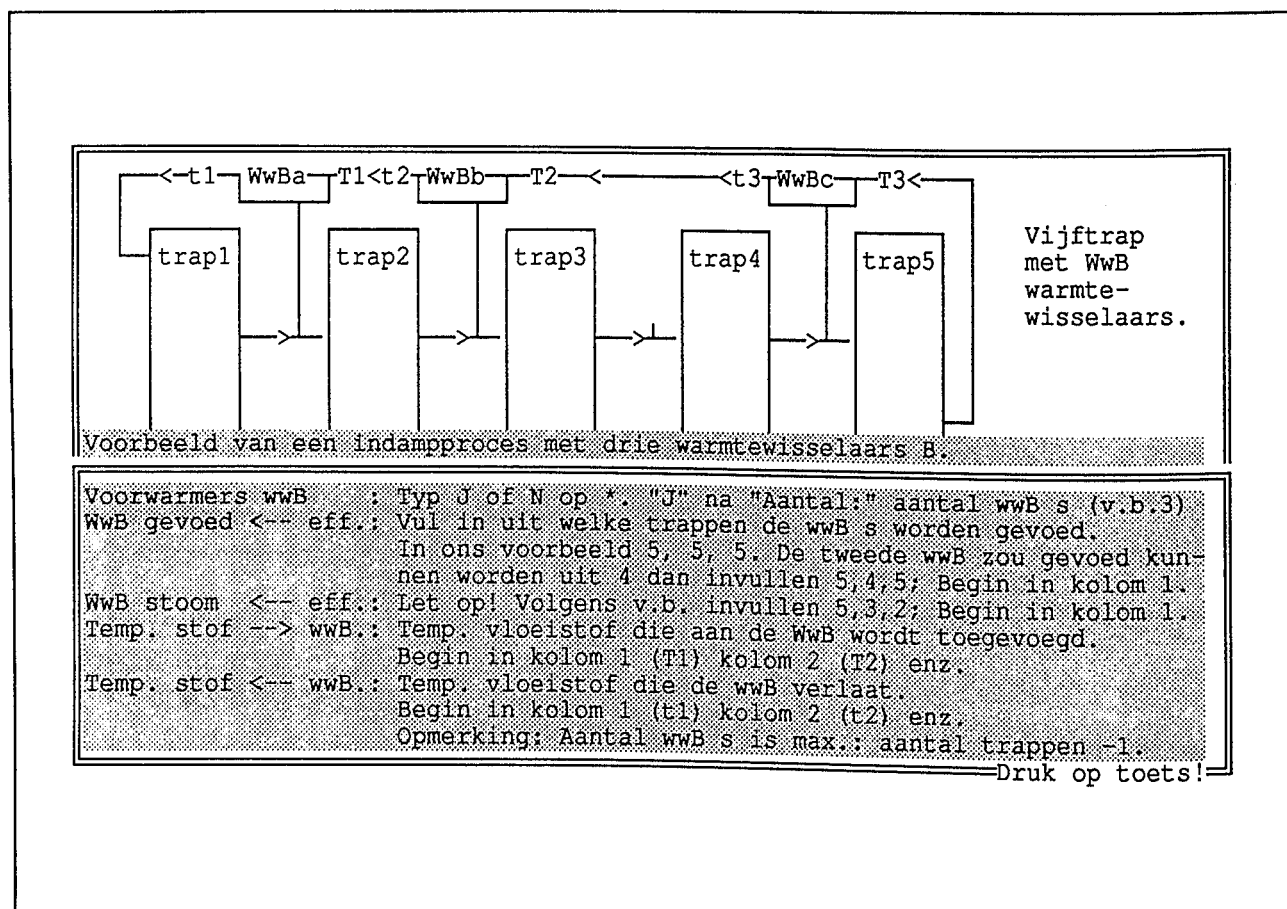 <t1 WwBa T1<t2 WwBb T2 < <t3 WwBc T3<
trap1 trap2 trap3 trap4 trap5
Vijftrap
met WwB
warmte-
wisselaars.
> > > >
Voorbeeld van een indampproces met drie warmtewisselaars B.
Voorwarmers wwB : Typ J of N op *. "J" na "Aantal:" aantal wwB s (v.b.3)
WwB gevoed <-- eff.: Vul in uit welke trappen de wwB s worden gevoed.
In ons voorbeeld 5, 5, 5. De tweede wwB zou gevoed kun-
nen worden uit 4 dan invullen 5,4,5; Begin in kolom 1.
WwB stoom <-- eff.: Let op! Volgens v.b. invullen 5,3,2; Begin in kolom 1.
Temp. stof --> wwB.: Temp. vloeistof die aan de WwB wordt toegevoegd.
Begin in kolom 1 (T1) kolom 2 (T2) enz.
Temp. stof <-- wwB.: Temp. vloeistof die de wwB verlaat.
Begin in kolom 1 (t1) kolom 2 (t2) enz.
Opmerking: Aantal wwB s is max.: aantal trappen -1.
Druk op toets!